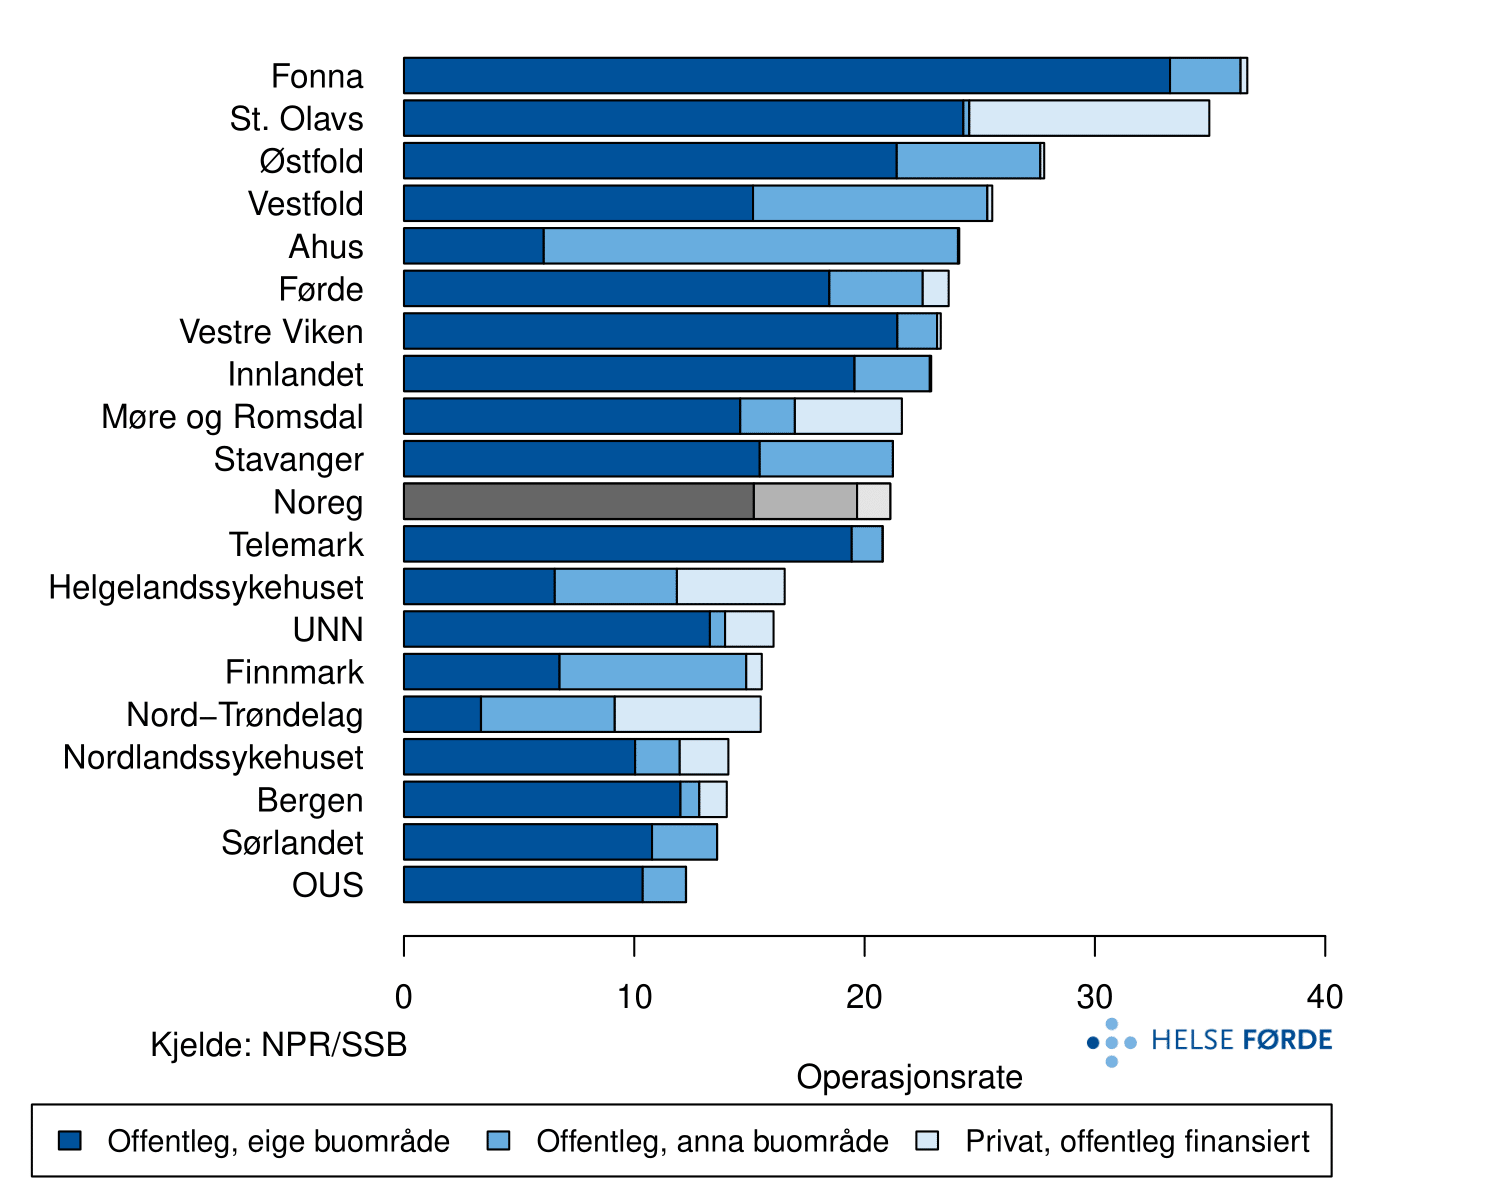 Fonna
St. Olavs
Østfold
Vestfold
Ahus
Førde
Vestre Viken
Innlandet
Møre og Romsdal
Stavanger
Noreg
Telemark
Helgelandssykehuset
UNN
Finnmark
Nord−Trøndelag
Nordlandssykehuset
Bergen
Sørlandet
OUS
0 10 20 30 40
Kjelde: NPR/SSB
HELSE FØRDE
Operasjonsrate
Offentleg, eige buområde Offentleg, anna buområde Privat, offentleg finansiert